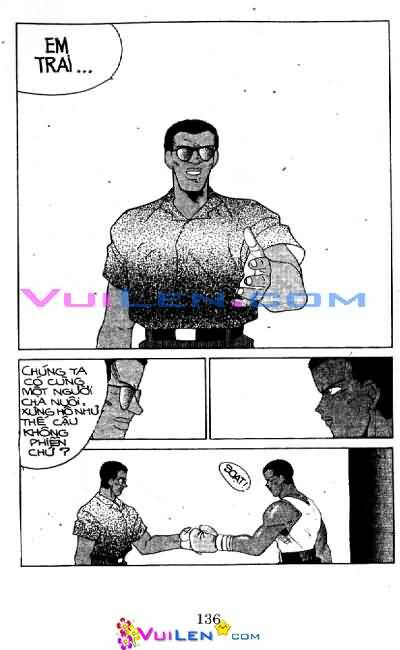 EM
TRAI...
VUILEN.COM
CHÚNG TA
CÓ CÙNG
MỘT NGƯỜI
CHA NUÔI,
XƯNG HÔ NHƯ
THẾ CẬU
KHÔNG
PHIỀN
CHỨ?
SOẠT!
136
VUILEN.COM